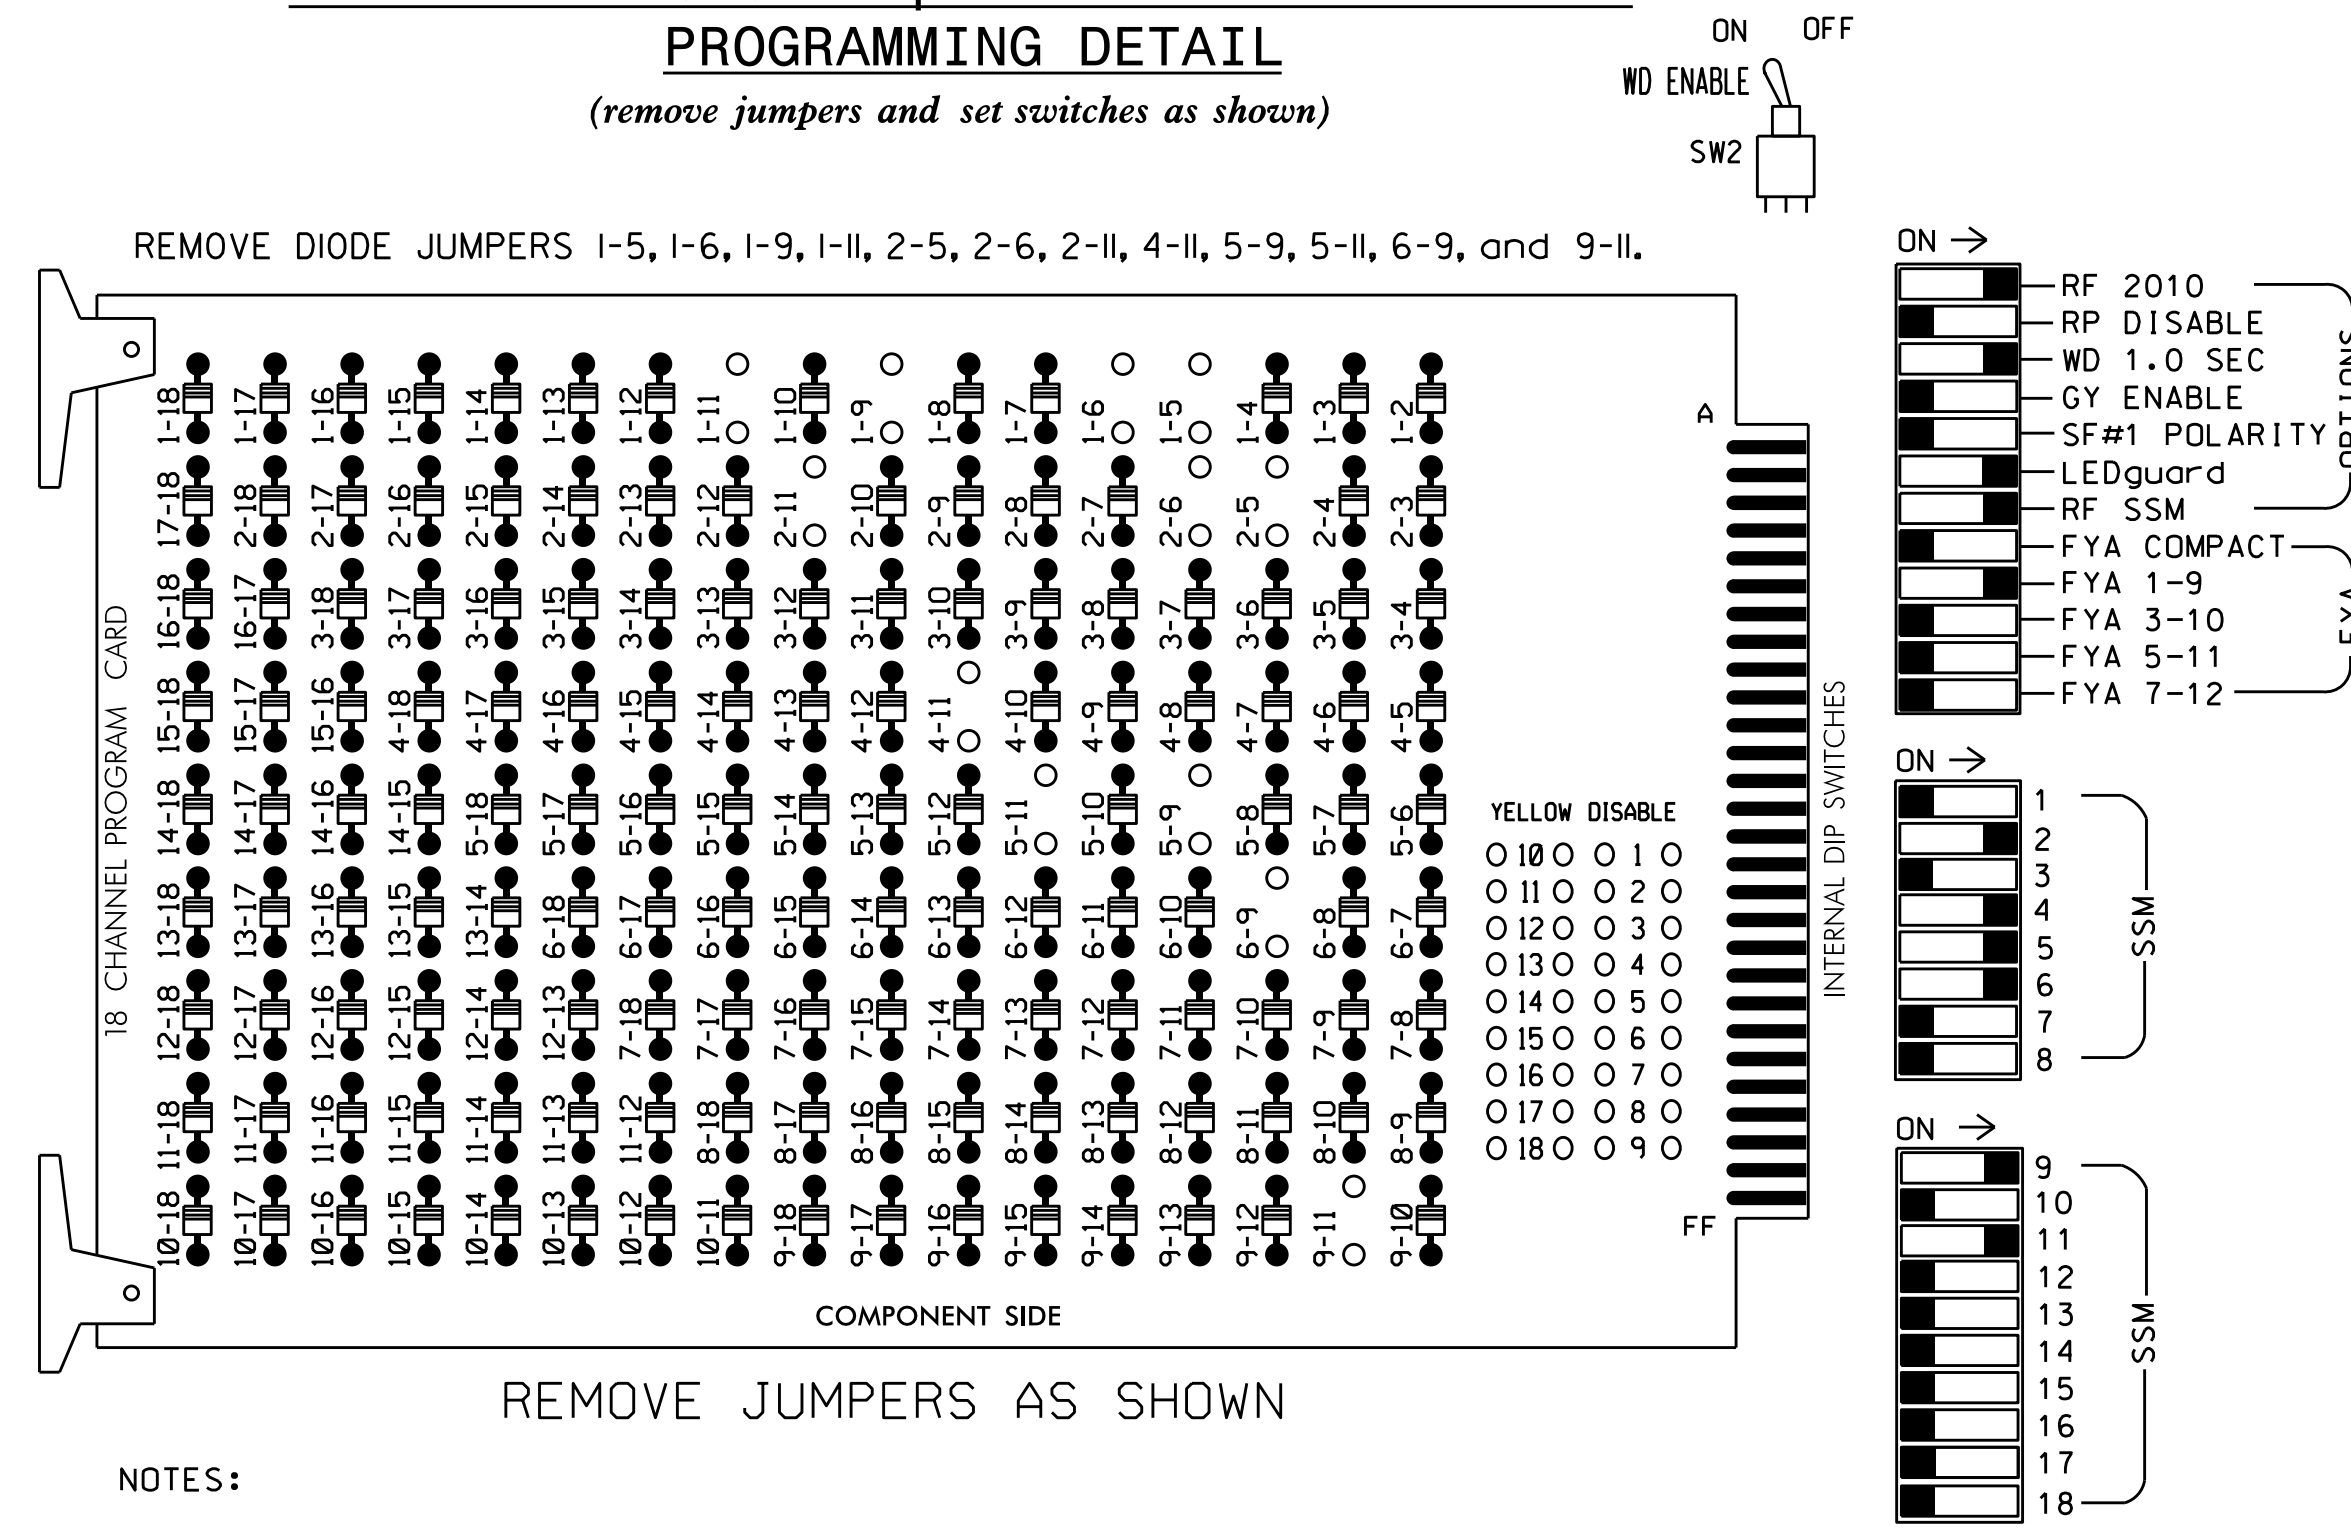 PROGRAMMING DETAIL
(remove jumpers and set switches as shown)
ON OFF
WD ENABLE
SW2
REMOVE DIODE JUMPERS 1-5, 1-6, 1-9, 1-11, 2-5, 2-6, 2-11, 4-11, 5-9, 5-11, 6-9, and 9-11.
18 CHANNEL PROGRAM CARD
1-18 1-17 1-16 1-15 1-14 1-13 1-12 1-11 1-10 1-9 1-8 1-7 1-6 1-5 1-4 1-3 1-2
17-18 2-18 2-17 2-16 2-15 2-14 2-13 2-12 2-11 2-10 2-9 2-8 2-7 2-6 2-5 2-4 2-3
16-18 16-17 3-18 3-17 3-16 3-15 3-14 3-13 3-12 3-11 3-10 3-9 3-8 3-7 3-6 3-5 3-4
15-18 15-17 15-16 4-18 4-17 4-16 4-15 4-14 4-13 4-12 4-11 4-10 4-9 4-8 4-7 4-6 4-5
14-18 14-17 14-16 14-15 5-18 5-17 5-16 5-15 5-14 5-13 5-12 5-11 5-10 5-9 5-8 5-7 5-6
13-18 13-17 13-16 13-15 13-14 6-18 6-17 6-16 6-15 6-14 6-13 6-12 6-11 6-10 6-9 6-8 6-7
12-18 12-17 12-16 12-15 12-14 12-13 7-18 7-17 7-16 7-15 7-14 7-13 7-12 7-11 7-10 7-9 7-8
11-18 11-17 11-16 11-15 11-14 11-13 11-12 8-18 8-17 8-16 8-15 8-14 8-13 8-12 8-11 8-10 8-9
10-18 10-17 10-16 10-15 10-14 10-13 10-12 10-11 9-18 9-17 9-16 9-15 9-14 9-13 9-12 9-11 9-10
YELLOW DISABLE
10 1
11 2
12 3
13 4
14 5
15 6
16 7
17 8
18 9
A
FF
COMPONENT SIDE
REMOVE JUMPERS AS SHOWN
NOTES:
INTERNAL DIP SWITCHES
ON →
RF 2010
RP DISABLE
WD 1.0 SEC
GY ENABLE
SF#1 POLARITY
LEDguard
RF SSM
FYA COMPACT
FYA 1-9
FYA 3-10
FYA 5-11
FYA 7-12
OPTIONS
FYA
ON →
1
2
3
4
5
6
7
8
SSM
ON →
9
10
11
12
13
14
15
16
17
18
SSM